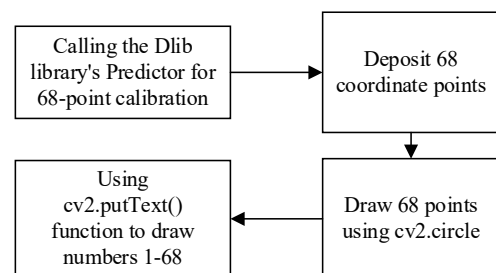 Calling the Dlib
library's Predictor for
68-point calibration
Deposit 68
coordinate points
Draw 68 points
using cv2.circle
Using
cv2.putText()
function to draw
numbers 1-68